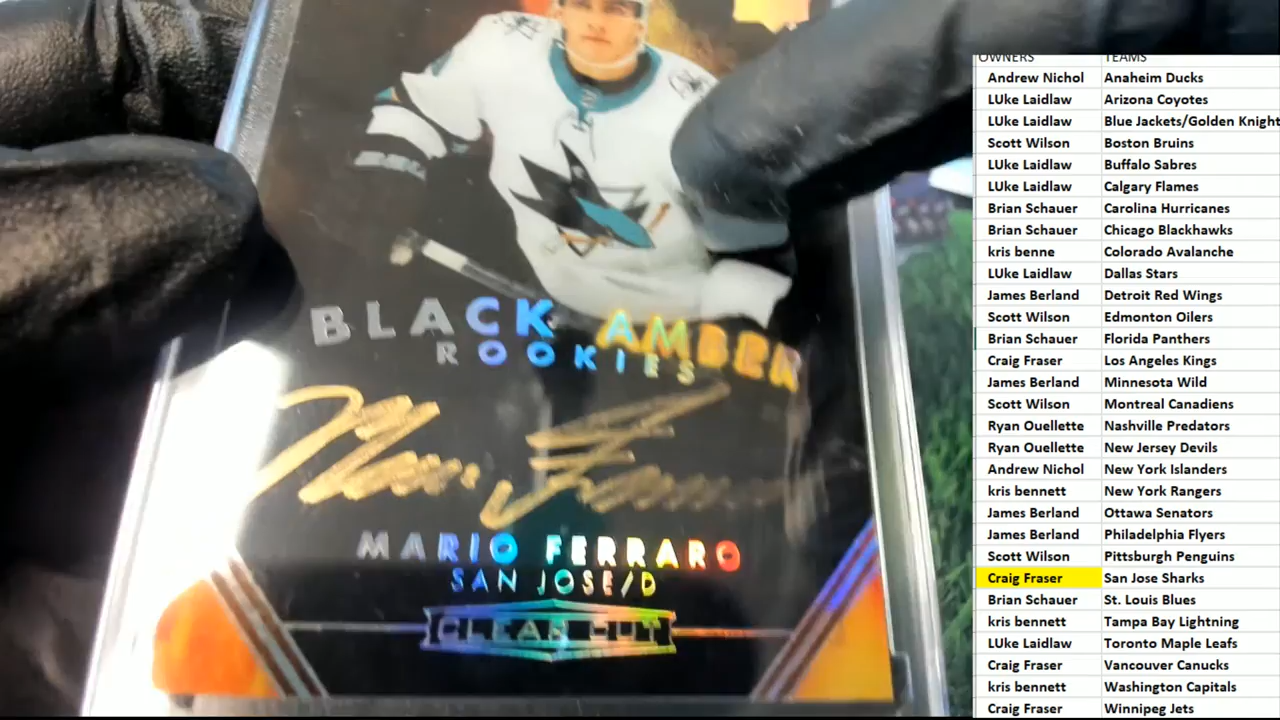 BLACK AMBER
ROOKIES
Mario Ferraro
MARIO FERRARO
SAN JOSE/D
CLEAR CUT
OWNERS TEAMS
Andrew Nichol Anaheim Ducks
LUke Laidlaw Arizona Coyotes
LUke Laidlaw Blue Jackets/Golden Knight
Scott Wilson Boston Bruins
LUke Laidlaw Buffalo Sabres
LUke Laidlaw Calgary Flames
Brian Schauer Carolina Hurricanes
Brian Schauer Chicago Blackhawks
kris benne Colorado Avalanche
LUke Laidlaw Dallas Stars
James Berland Detroit Red Wings
Scott Wilson Edmonton Oilers
Brian Schauer Florida Panthers
Craig Fraser Los Angeles Kings
James Berland Minnesota Wild
Scott Wilson Montreal Canadiens
Ryan Ouellette Nashville Predators
Ryan Ouellette New Jersey Devils
Andrew Nichol New York Islanders
kris bennett New York Rangers
James Berland Ottawa Senators
James Berland Philadelphia Flyers
Scott Wilson Pittsburgh Penguins
Craig Fraser San Jose Sharks
Brian Schauer St. Louis Blues
kris bennett Tampa Bay Lightning
LUke Laidlaw Toronto Maple Leafs
Craig Fraser Vancouver Canucks
kris bennett Washington Capitals
Craig Fraser Winnipeg Jets